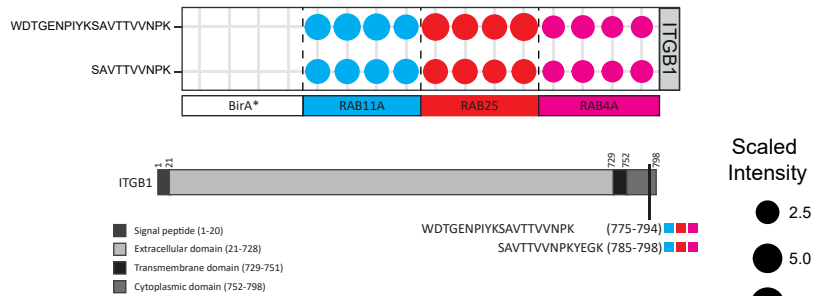 WDTGENPIYKSAVTTVVNPK
SAVTTVVNPK
ITGB1
BirA*
RAB11A
RAB25
RAB4A
1
21
729
752
798
ITGB1
Signal peptide (1-20)
Extracellular domain (21-728)
Transmembrane domain (729-751)
Cytoplasmic domain (752-798)
WDTGENPIYKSAVTTVVNPK (775-794)
SAVTTVVNPKYEGK (785-798)
Scaled
Intensity
2.5
5.0